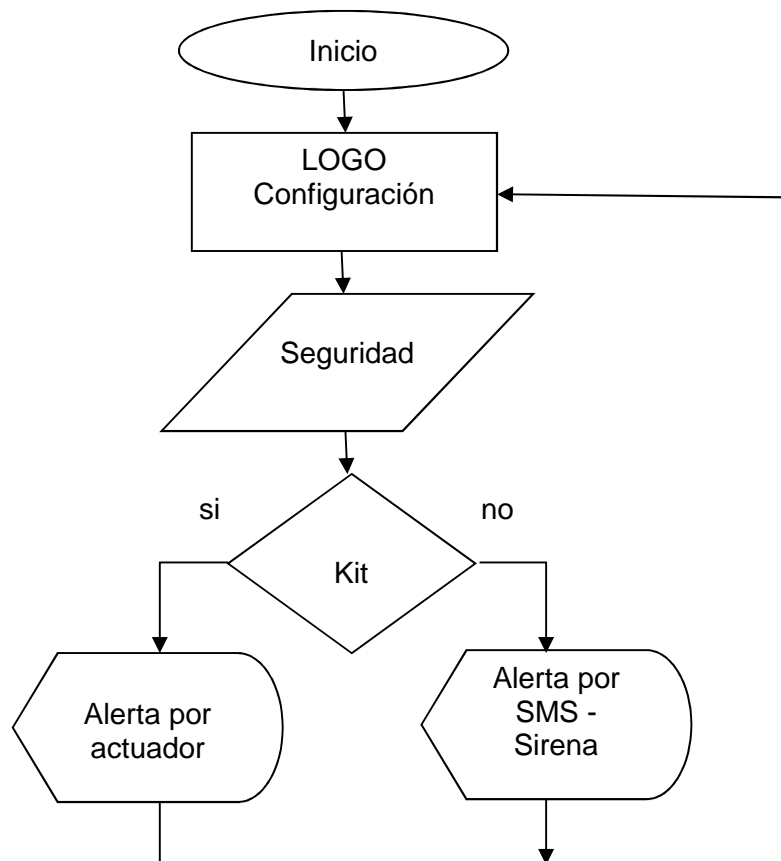 Inicio
LOGO
Configuración
Seguridad
si
no
Kit
Alerta por
actuador
Alerta por
SMS -
Sirena